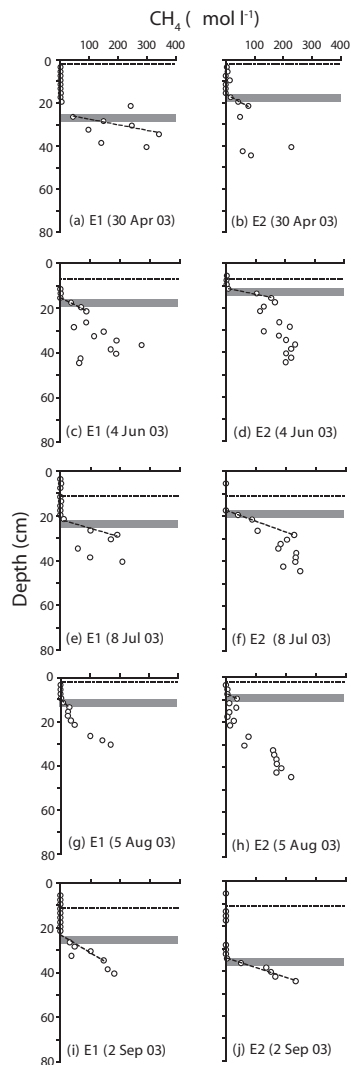 CH4 ( mol l-1)
100 200 300 400
0 100 200 300 400
0
20
40
60
80
(a) E1 (30 Apr 03)
(b) E2 (30 Apr 03)
0
20
40
60
80
(c) E1 (4 Jun 03)
(d) E2 (4 Jun 03)
Depth (cm)
0
20
40
60
80
(e) E1 (8 Jul 03)
(f) E2 (8 Jul 03)
0
20
40
60
80
(g) E1 (5 Aug 03)
(h) E2 (5 Aug 03)
0
20
40
60
80
(i) E1 (2 Sep 03)
(j) E2 (2 Sep 03)